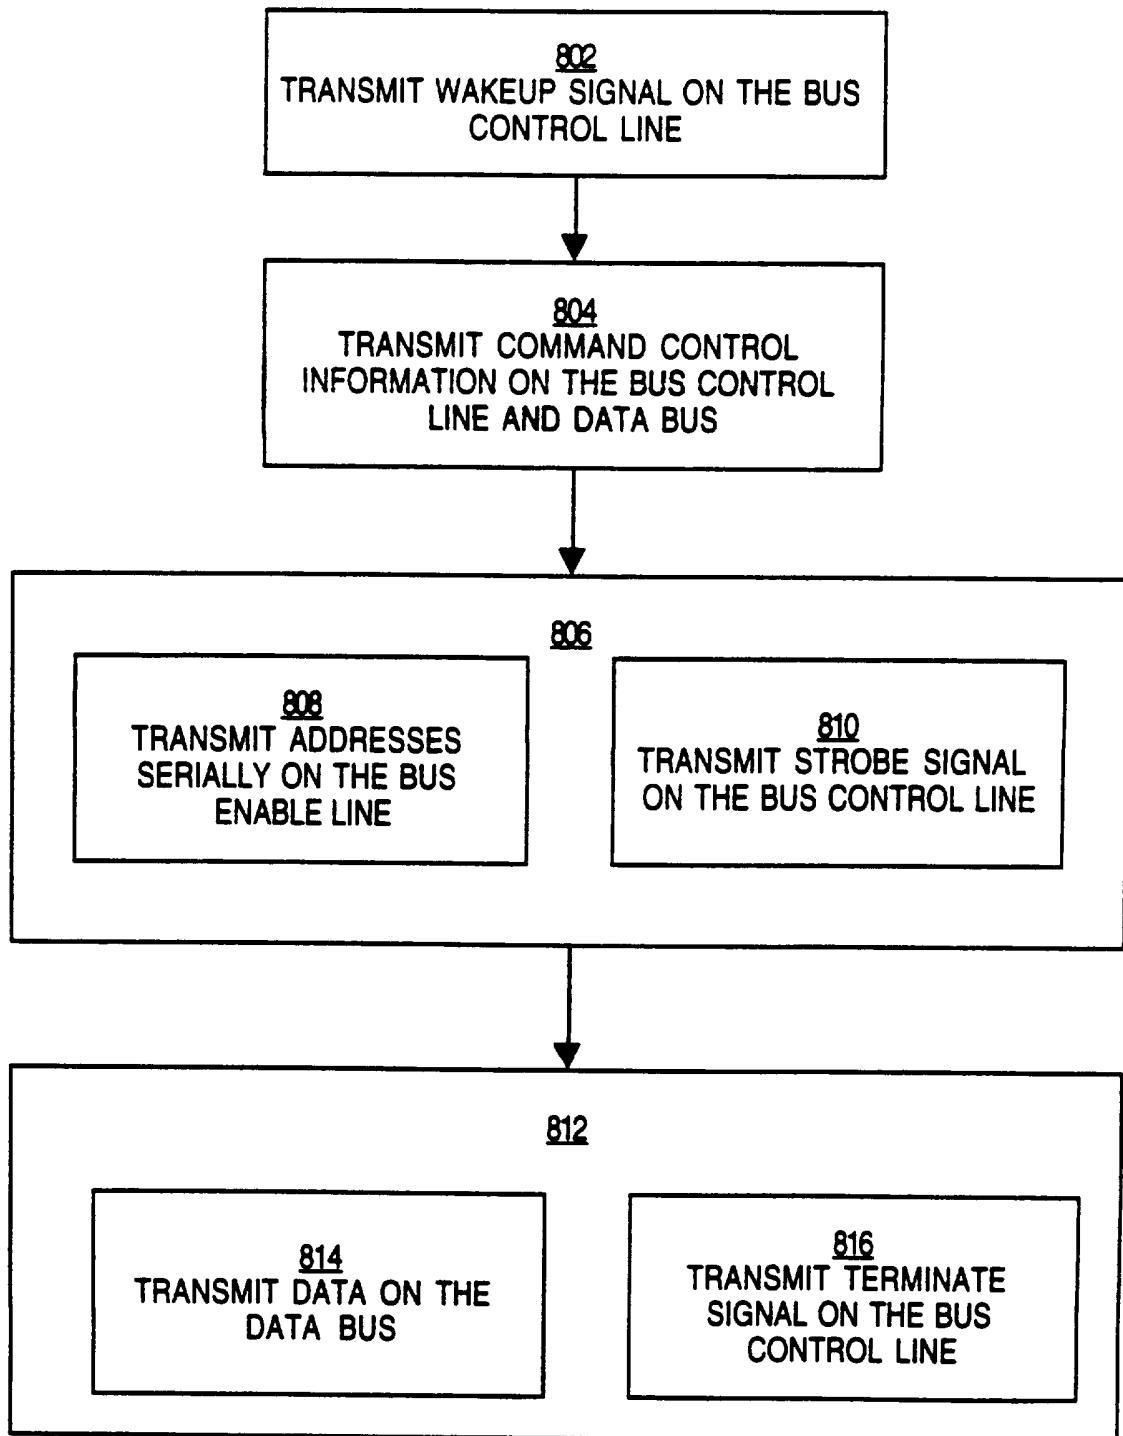 802
TRANSMIT WAKEUP SIGNAL ON THE BUS
CONTROL LINE
804
TRANSMIT COMMAND CONTROL
INFORMATION ON THE BUS CONTROL
LINE AND DATA BUS
806
808
TRANSMIT ADDRESSES
SERIALLY ON THE BUS
ENABLE LINE
810
TRANSMIT STROBE SIGNAL
ON THE BUS CONTROL LINE
812
814
TRANSMIT DATA ON THE
DATA BUS
816
TRANSMIT TERMINATE
SIGNAL ON THE BUS
CONTROL LINE